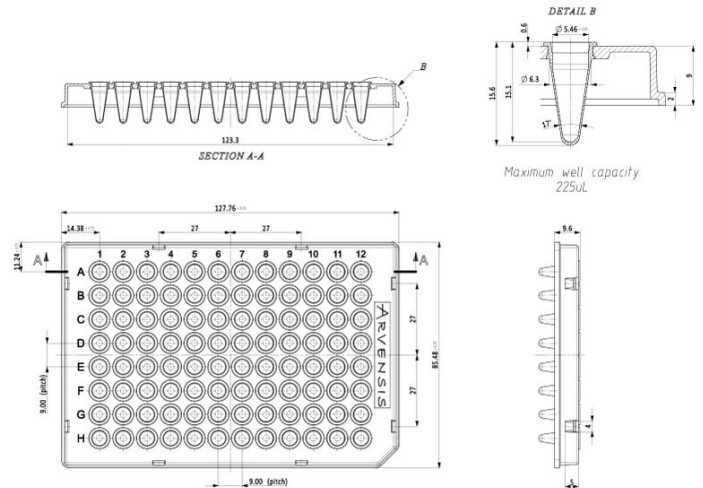 DETAIL B
0.6
Ø 5.46
B
Ø 6.3
15.6
15.1
9
2
17°
123.3
SECTION A-A
Maximum well capacity
225uL
127.76
14.38
27
27
9.6
11.24
A
A
1 2 3 4 5 6 7 8 9 10 11 12
A
B
C
D
E
F
G
H
ARVENSIS
27
27
85.48
9.00 (pitch)
9.00 (pitch)
4
5